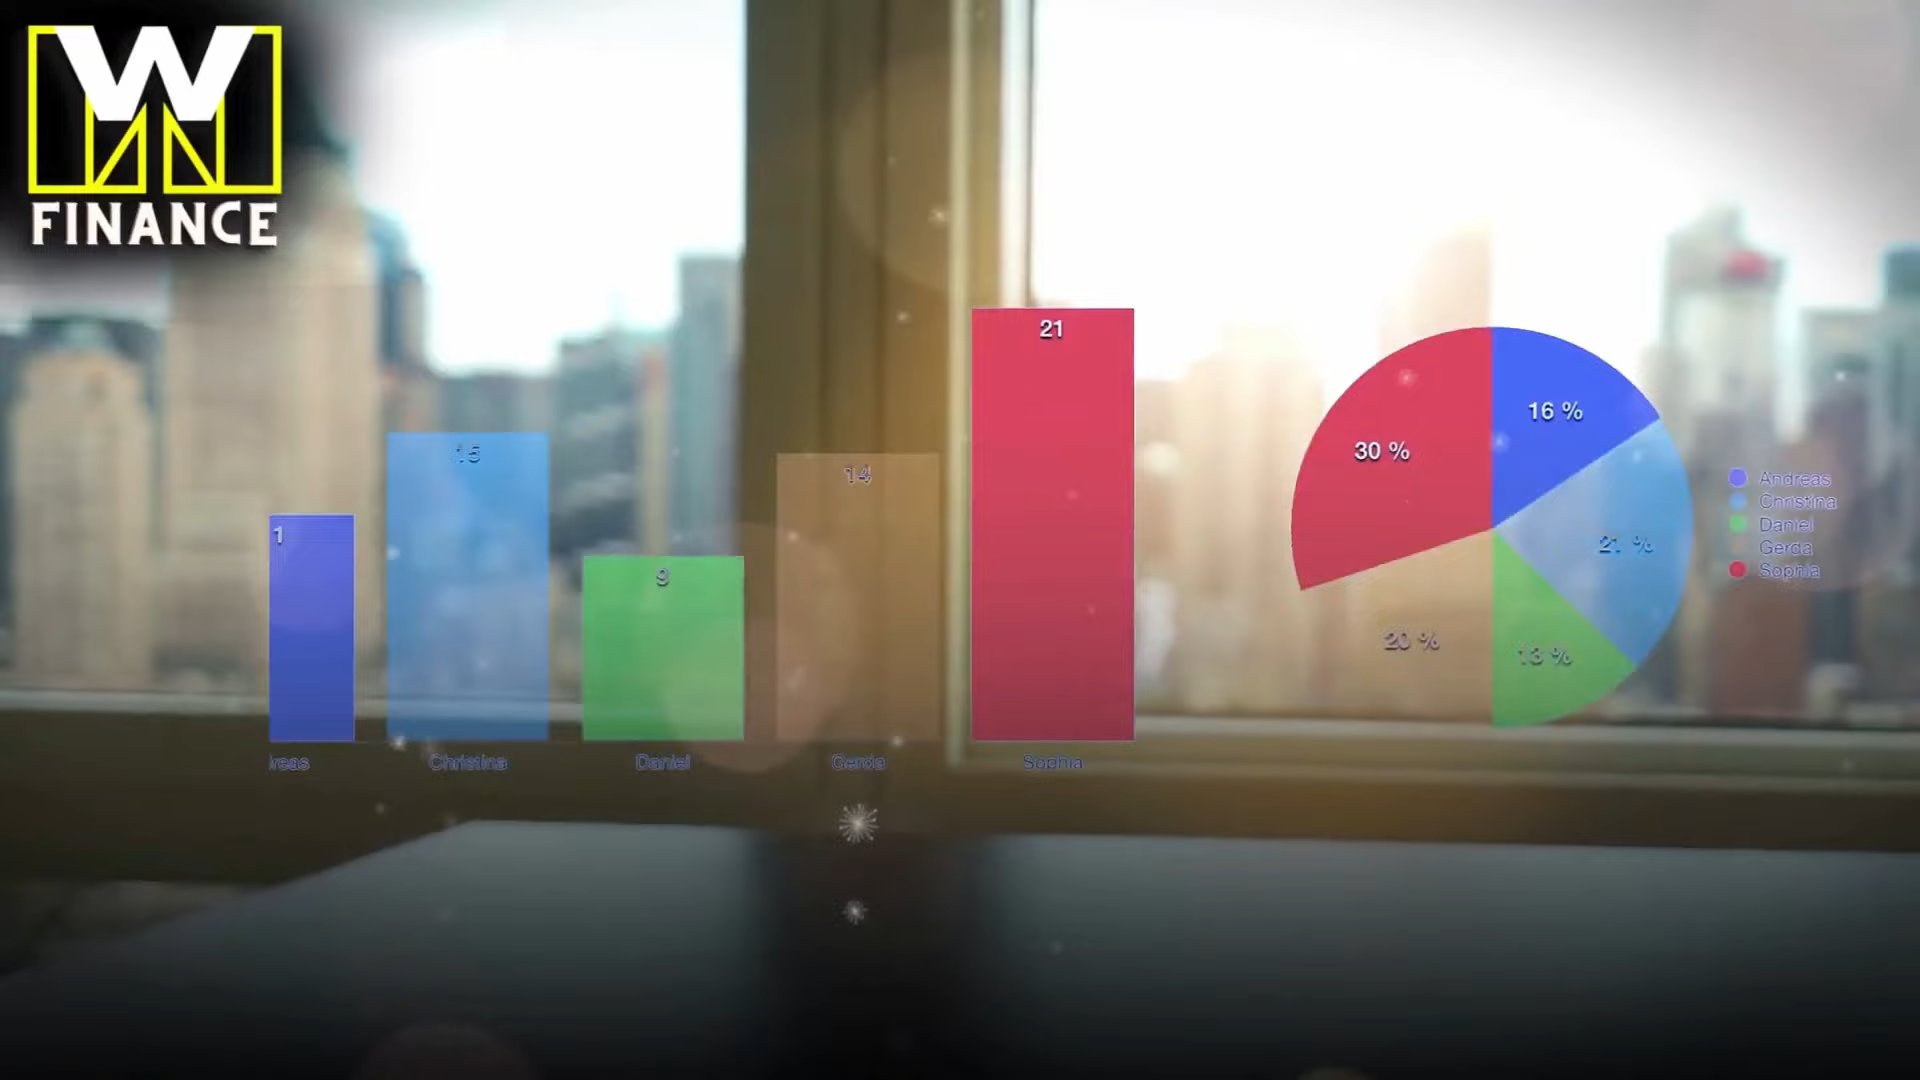 W
FINANCE
21
15
14
1
9
reas
Christina
Daniel
Gerda
Sophia
16 %
30 %
21 %
20 %
13 %
Andreas
Christina
Daniel
Gerda
Sophia